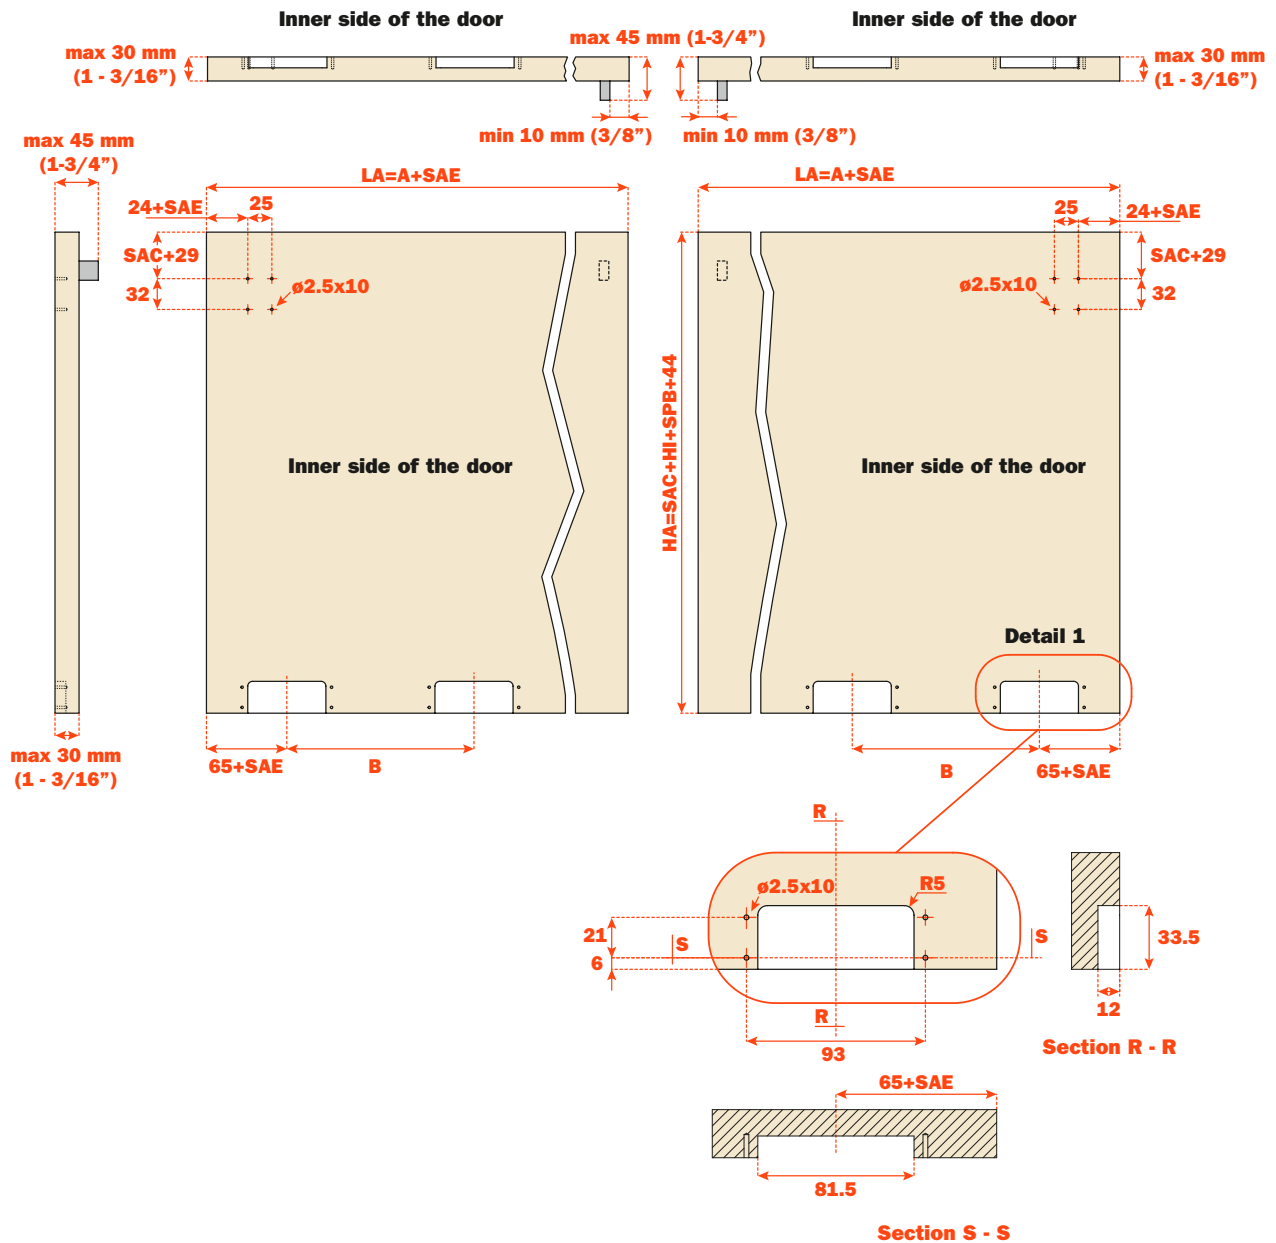 Inner side of the door
Inner side of the door
max 30 mm
(1 - 3/16”)
max 45 mm (1-3/4”)
max 30 mm
(1 - 3/16”)
min 10 mm (3/8”)
min 10 mm (3/8”)
max 45 mm
(1-3/4”)
LA=A+SAE
LA=A+SAE
24+SAE
25
25
24+SAE
SAC+29
SAC+29
32
ø2.5x10
ø2.5x10
32
HA=SAC+HI+SPB+44
Inner side of the door
Inner side of the door
Detail 1
max 30 mm
(1 - 3/16”)
65+SAE
B
B
65+SAE
R
ø2.5x10
R5
21
S
S
6
33.5
12
R
93
Section R - R
65+SAE
81.5
Section S - S